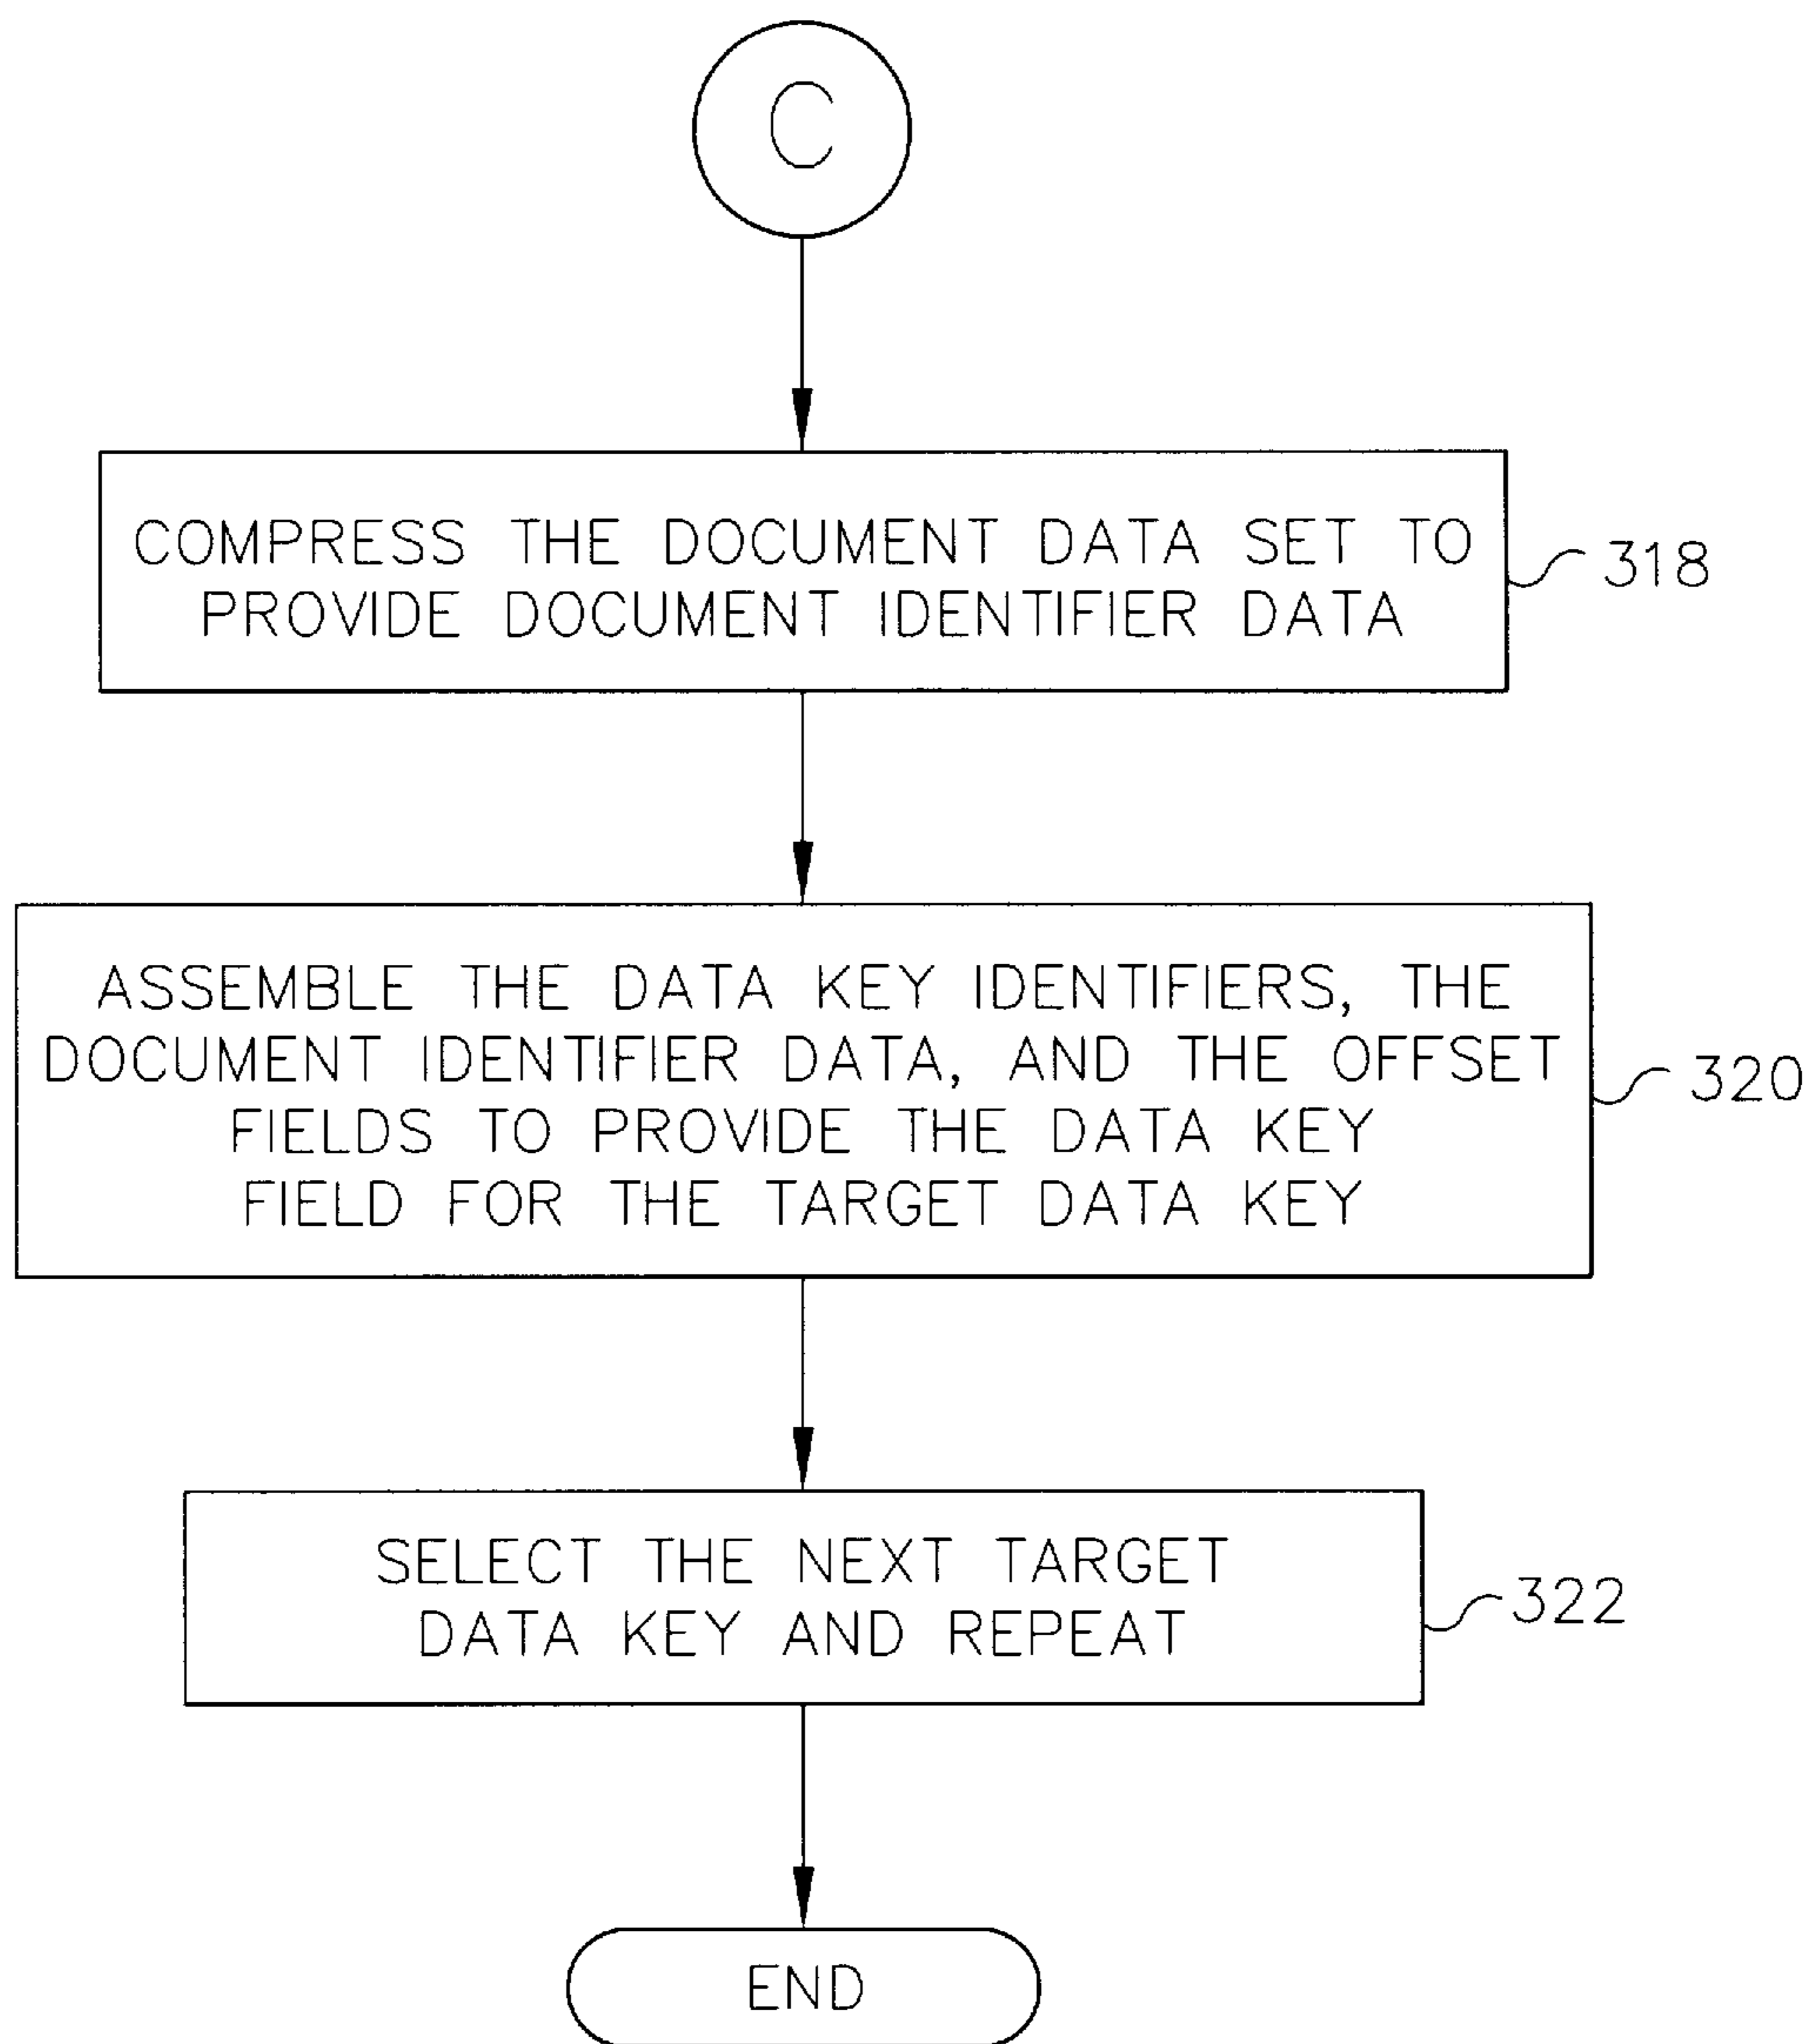 C
COMPRESS THE DOCUMENT DATA SET TO
PROVIDE DOCUMENT IDENTIFIER DATA
318
ASSEMBLE THE DATA KEY IDENTIFIERS, THE
DOCUMENT IDENTIFIER DATA, AND THE OFFSET
FIELDS TO PROVIDE THE DATA KEY
FIELD FOR THE TARGET DATA KEY
320
SELECT THE NEXT TARGET
DATA KEY AND REPEAT
322
END